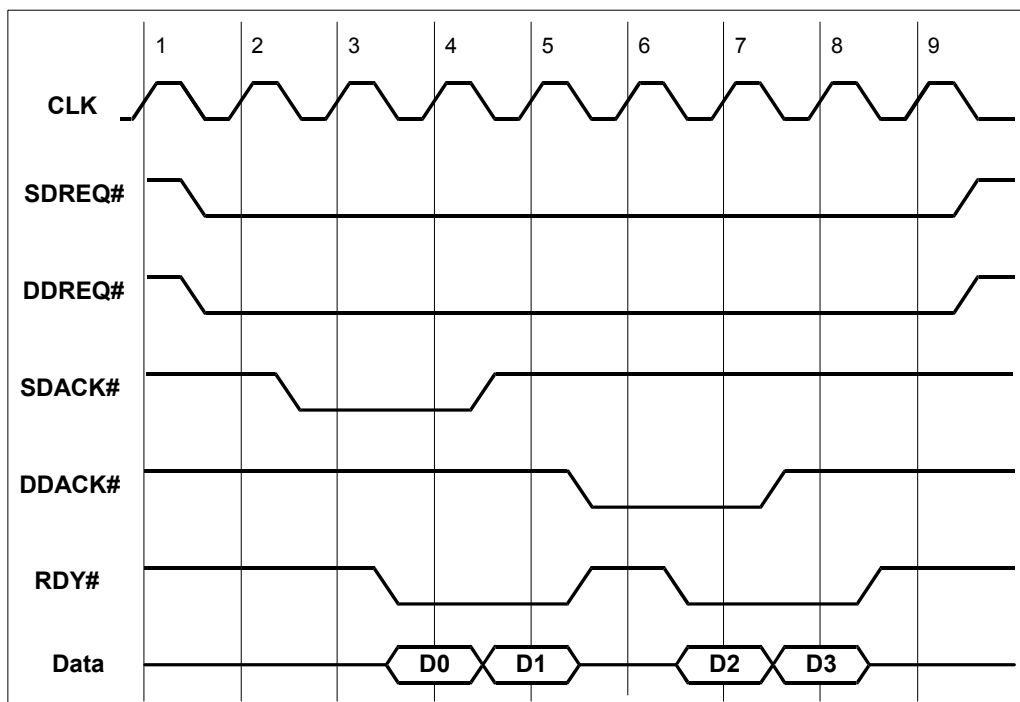 1 2 3 4 5 6 7 8 9
CLK
SDREQ#
DDREQ#
SDACK#
DDACK#
RDY#
Data D0 D1 D2 D3